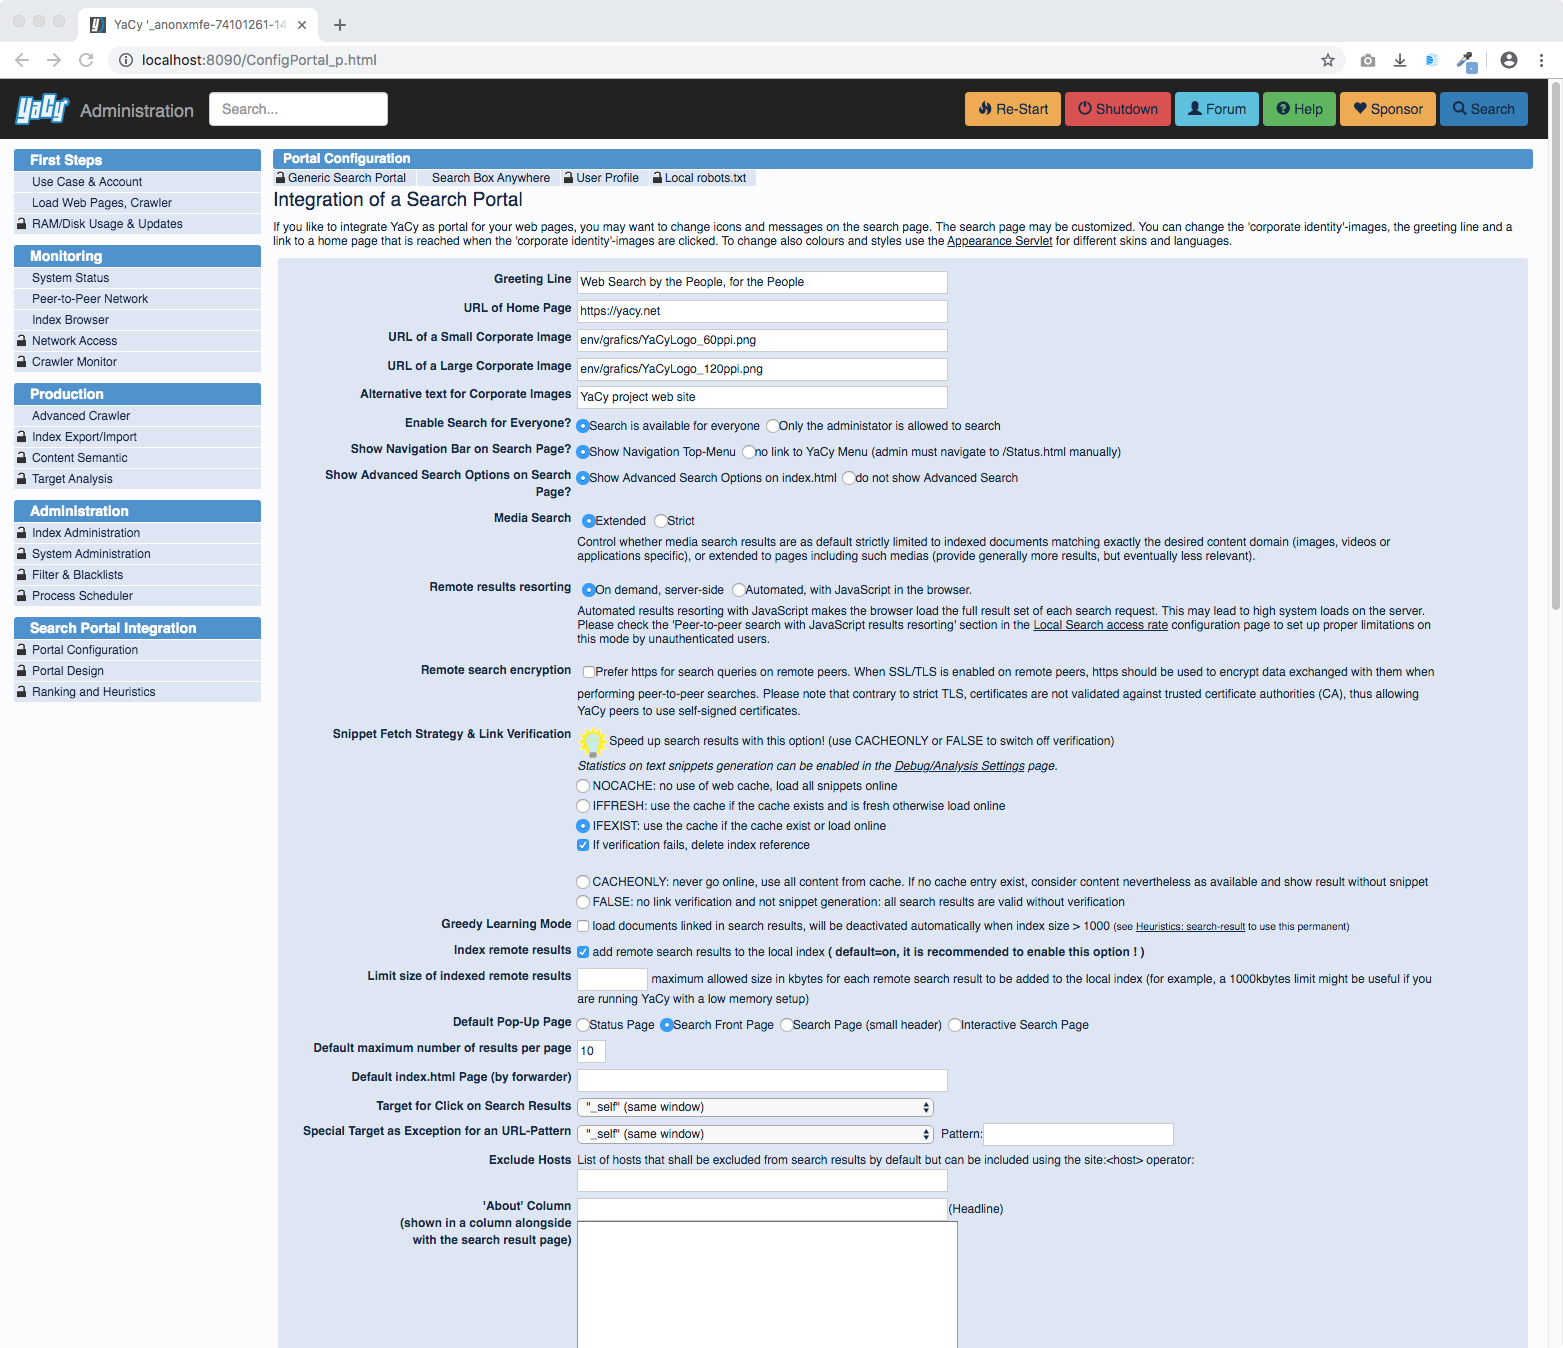 YaCy '_anonxmfe-74101261-14
localhost:8090/ConfigPortal_p.html
YaCy Administration Search... Re-Start Shutdown Forum Help Sponsor Search
First Steps
Use Case & Account
Load Web Pages, Crawler
RAM/Disk Usage & Updates
Monitoring
System Status
Peer-to-Peer Network
Index Browser
Network Access
Crawler Monitor
Production
Advanced Crawler
Index Export/Import
Content Semantic
Target Analysis
Administration
Index Administration
System Administration
Filter & Blacklists
Process Scheduler
Search Portal Integration
Portal Configuration
Portal Design
Ranking and Heuristics
Portal Configuration
Generic Search Portal Search Box Anywhere User Profile Local robots.txt
Integration of a Search Portal
If you like to integrate YaCy as portal for your web pages, you may want to change icons and messages on the search page. The search page may be customized. You can change the 'corporate identity'-images, the greeting line and a
link to a home page that is reached when the 'corporate identity'-images are clicked. To change also colours and styles use the Appearance Servlet for different skins and languages.
Greeting Line Web Search by the People, for the People
URL of Home Page https://yacy.net
URL of a Small Corporate Image env/grafics/YaCyLogo_60ppi.png
URL of a Large Corporate Image env/grafics/YaCyLogo_120ppi.png
Alternative text for Corporate Images YaCy project web site
Enable Search for Everyone? Search is available for everyone Only the administator is allowed to search
Show Navigation Bar on Search Page? Show Navigation Top-Menu no link to YaCy Menu (admin must navigate to /Status.html manually)
Show Advanced Search Options on Search Show Advanced Search Options on index.html do not show Advanced Search
Page?
Media Search Extended Strict
Control whether media search results are as default strictly limited to indexed documents matching exactly the desired content domain (images, videos or
applications specific), or extended to pages including such medias (provide generally more results, but eventually less relevant).
Remote results resorting On demand, server-side Automated, with JavaScript in the browser.
Automated results resorting with JavaScript makes the browser load the full result set of each search request. This may lead to high system loads on the server.
Please check the 'Peer-to-peer search with JavaScript results resorting' section in the Local Search access rate configuration page to set up proper limitations on
this mode by unauthenticated users.
Remote search encryption Prefer https for search queries on remote peers. When SSL/TLS is enabled on remote peers, https should be used to encrypt data exchanged with them when
performing peer-to-peer searches. Please note that contrary to strict TLS, certificates are not validated against trusted certificate authorities (CA), thus allowing
YaCy peers to use self-signed certificates.
Snippet Fetch Strategy & Link Verification Speed up search results with this option! (use CACHEONLY or FALSE to switch off verification)
Statistics on text snippets generation can be enabled in the Debug/Analysis Settings page.
NOCACHE: no use of web cache, load all snippets online
IFFRESH: use the cache if the cache exists and is fresh otherwise load online
IFEXIST: use the cache if the cache exist or load online
If verification fails, delete index reference
CACHEONLY: never go online, use all content from cache. If no cache entry exist, consider content nevertheless as available and show result without snippet
FALSE: no link verification and not snippet generation: all search results are valid without verification
Greedy Learning Mode load documents linked in search results, will be deactivated automatically when index size > 1000 (see Heuristics: search-result to use this permanent)
Index remote results add remote search results to the local index ( default=on, it is recommended to enable this option ! )
Limit size of indexed remote results maximum allowed size in kbytes for each remote search result to be added to the local index (for example, a 1000kbytes limit might be useful if you
are running YaCy with a low memory setup)
Default Pop-Up Page Status Page Search Front Page Search Page (small header) Interactive Search Page
Default maximum number of results per page 10
Default index.html Page (by forwarder)
Target for Click on Search Results "_self" (same window)
Special Target as Exception for an URL-Pattern "_self" (same window) Pattern:
Exclude Hosts List of hosts that shall be excluded from search results by default but can be included using the site:<host> operator:
'About' Column (Headline)
(shown in a column alongside
with the search result page)